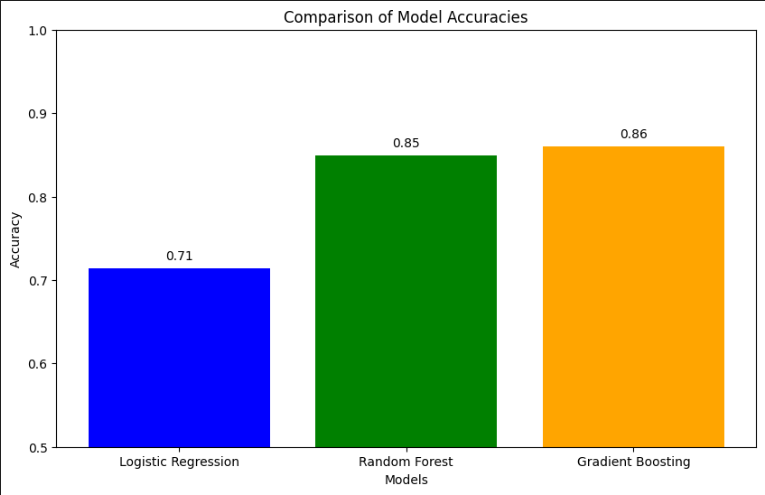 Comparison of Model Accuracies
1.0
0.9
0.8
0.7
0.6
0.5
Accuracy
0.71
0.85
0.86
Logistic Regression
Random Forest
Gradient Boosting
Models